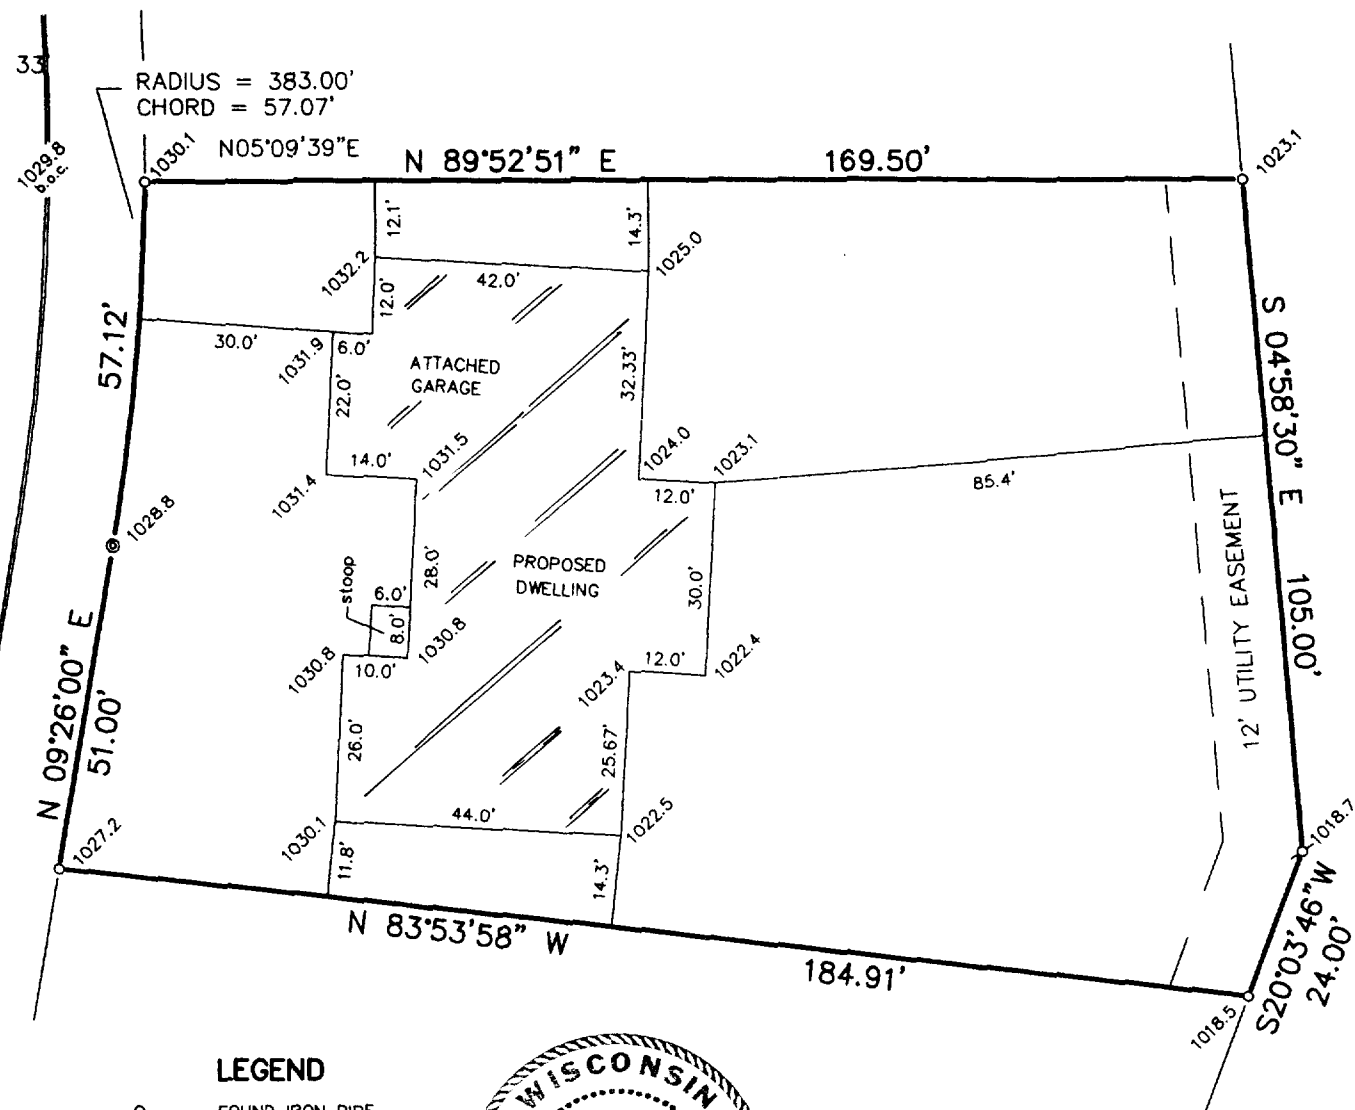 33'
RADIUS = 383.00'
CHORD = 57.07'
N05°09'39"E
N 89°52'51" E
169.50'
1029.8
b.o.c.
1030.1
1023.1
12.1'
14.3'
1032.2
1025.0
42.0'
12.0'
57.12'
30.0'
1031.9
6.0'
ATTACHED
GARAGE
32.33'
22.0'
S 04°58'30" E
105.00'
14.0'
1031.5
1031.4
1024.0
1023.1
12.0'
85.4'
1028.8
28.0'
PROPOSED
DWELLING
30.0'
12' UTILITY EASEMENT
stoop
6.0'
8.0'
1030.8
1030.8
10.0'
1023.4
12.0'
1022.4
N 09°26'00" E
51.00'
26.0'
25.67'
44.0'
1027.2
1030.1
1022.5
1018.7
11.8'
14.3'
N 83°53'58" W
184.91'
S20°03'46"W
24.00'
1018.5
LEGEND
WISCONSIN
FOUND IRON PIPE